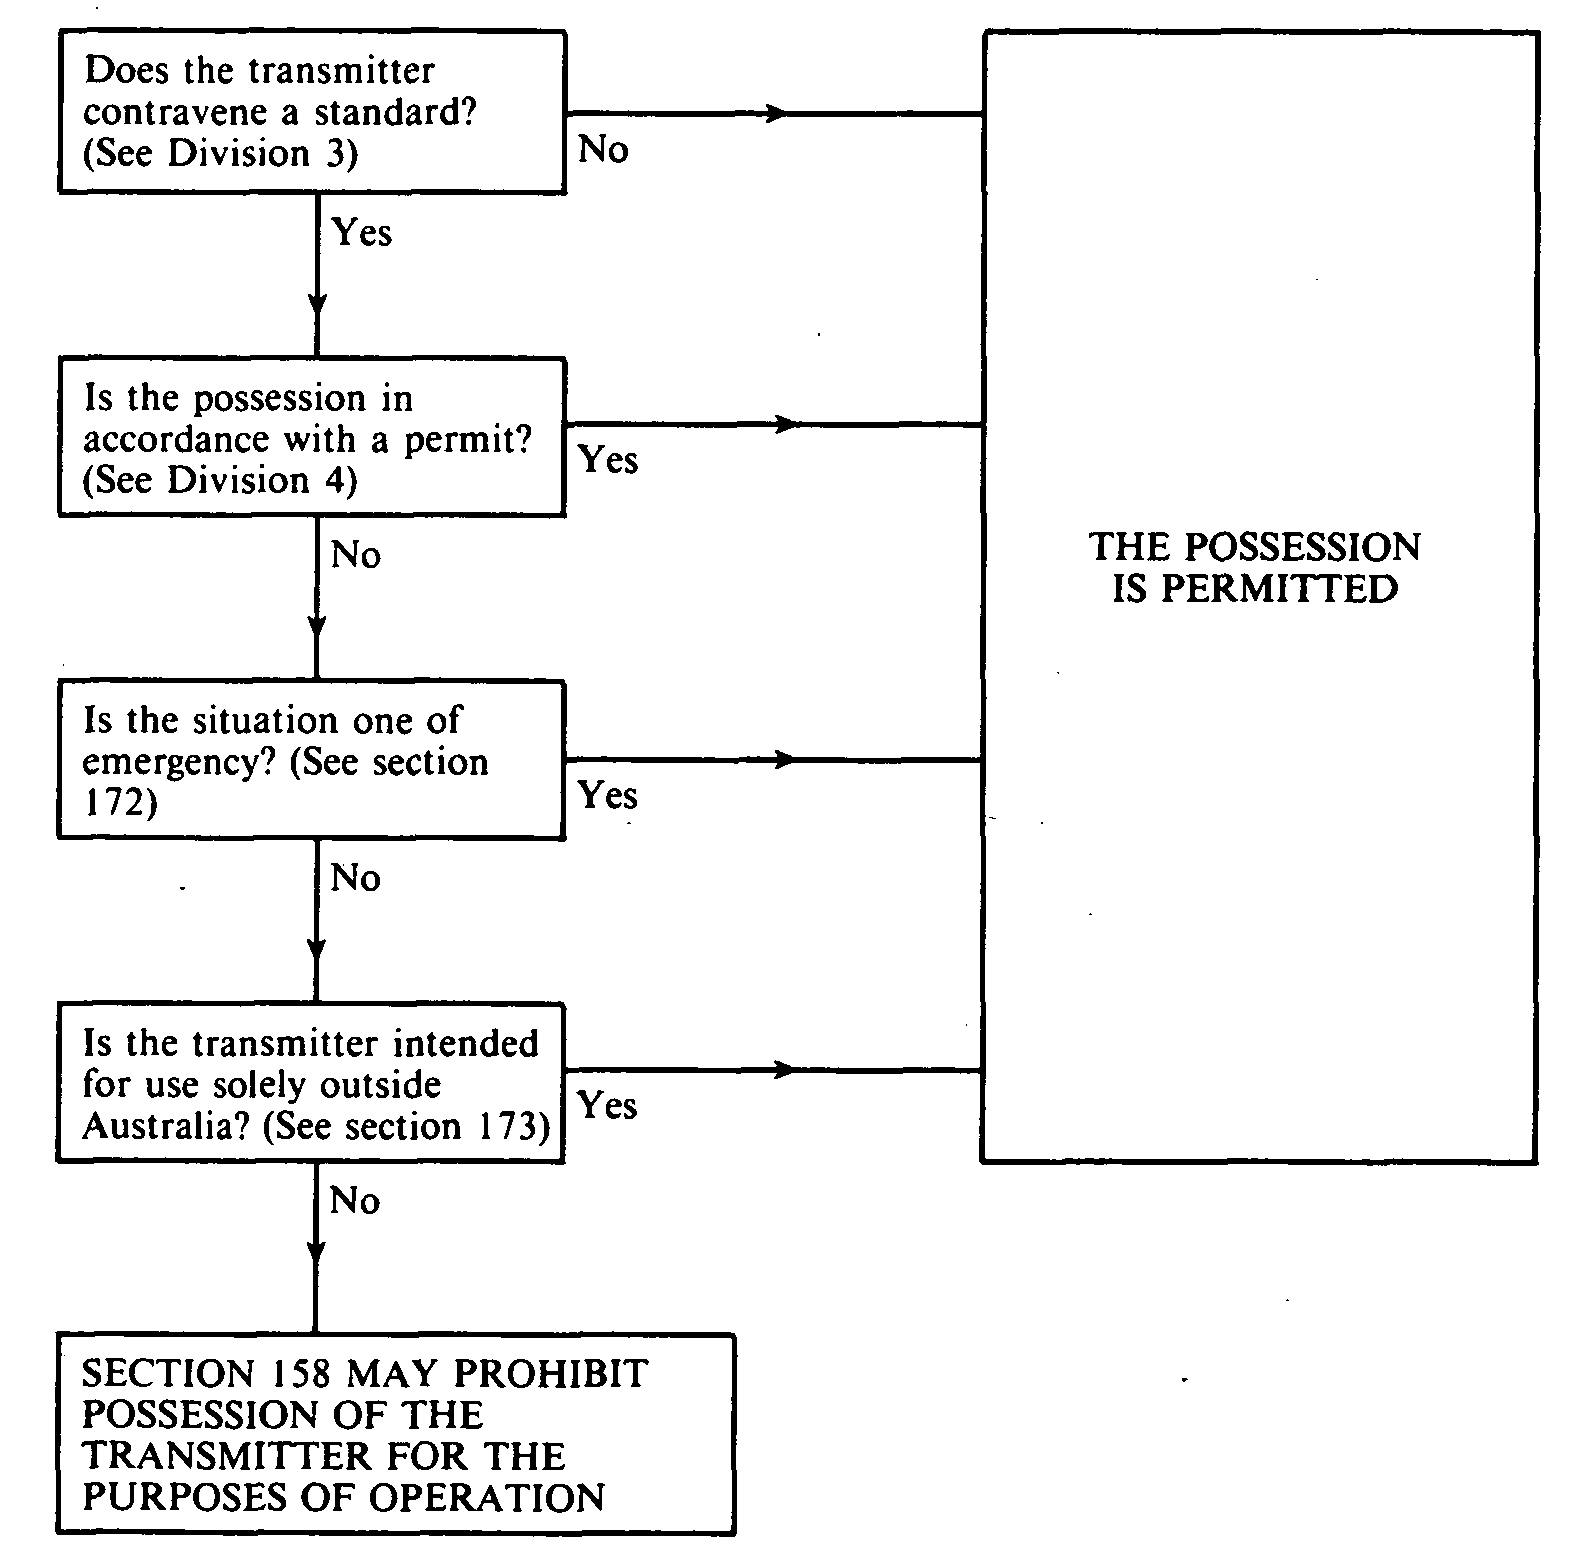 Does the transmitter
contravene a standard?
(See Division 3)
No
Yes
Is the possession in
accordance with a permit?
(See Division 4)
Yes
No
THE POSSESSION
IS PERMITTED
Is the situation one of
emergency? (See section
172)
Yes
No
Is the transmitter intended
for use solely outside
Australia? (See section 173)
Yes
No
SECTION 158 MAY PROHIBIT
POSSESSION OF THE
TRANSMITTER FOR THE
PURPOSES OF OPERATION